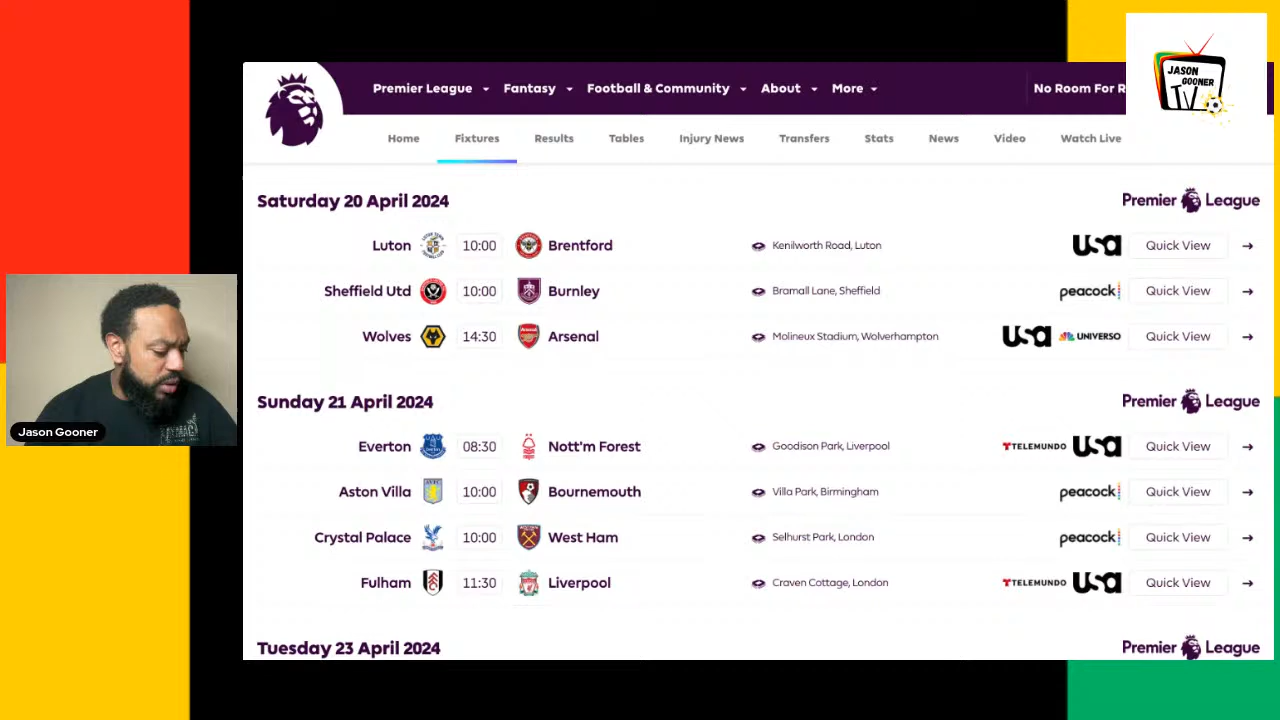 JASON
GOONER
TV
Premier League Fantasy Football & Community About More No Room For R
Home Fixtures Results Tables Injury News Transfers Stats News Video Watch Live
Saturday 20 April 2024 Premier League
Luton 10:00 Brentford Kenilworth Road, Luton USA Quick View →
Sheffield Utd 10:00 Burnley Bramall Lane, Sheffield peacock Quick View →
Wolves 14:30 Arsenal Molineux Stadium, Wolverhampton USA UNIVERSO Quick View →
Sunday 21 April 2024 Premier League
Everton 08:30 Nott'm Forest Goodison Park, Liverpool TELEMUNDO USA Quick View →
Aston Villa 10:00 Bournemouth Villa Park, Birmingham peacock Quick View →
Crystal Palace 10:00 West Ham Selhurst Park, London peacock Quick View →
Fulham 11:30 Liverpool Craven Cottage, London TELEMUNDO USA Quick View →
Tuesday 23 April 2024 Premier League
Jason Gooner